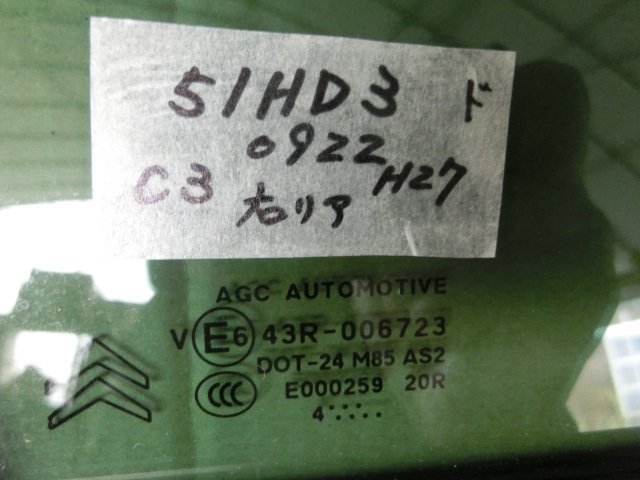 51HD3 ド
0922
C3 H27
右リア
AGC AUTOMOTIVE
V E6 43R-006723
DOT-24 M85 AS2
CCC E000259 20R
4